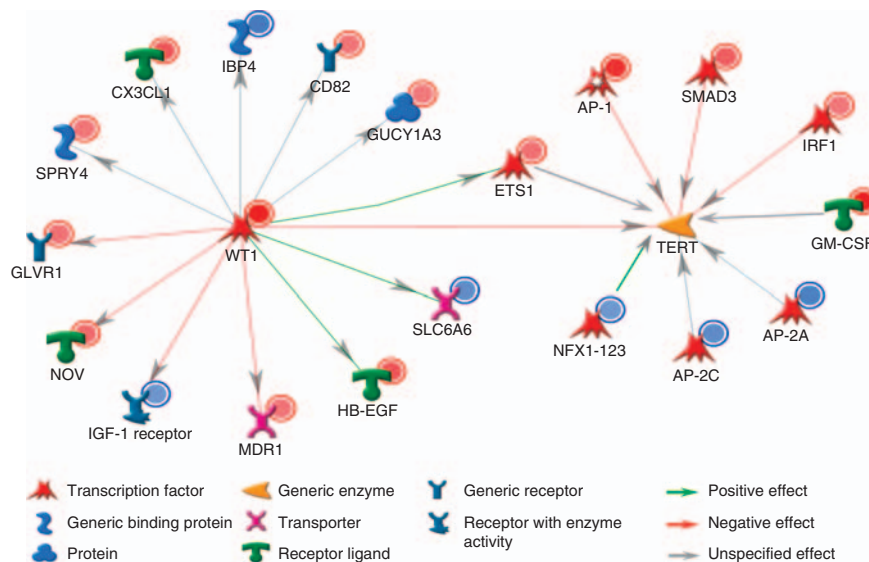 IBP4
CD82
CX3CL1
GUCY1A3
AP-1
SMAD3
IRF1
SPRY4
ETS1
GM-CSF
WT1
TERT
GLVR1
SLC6A6
NFX1-123
AP-2A
AP-2C
NOV
IGF-1 receptor
MDR1
HB-EGF
Transcription factor
Generic enzyme
Generic receptor
Positive effect
Generic binding protein
Transporter
Receptor with enzyme
activity
Negative effect
Protein
Receptor ligand
Unspecified effect